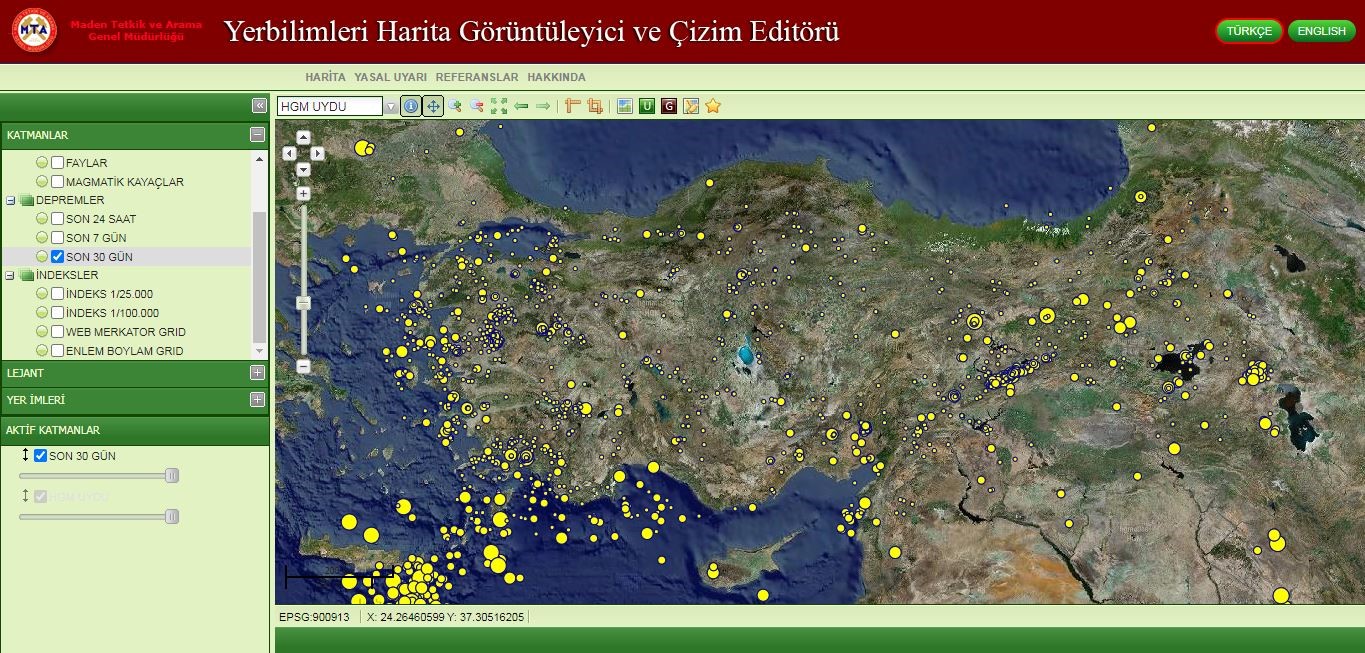 MTA
Maden Tetkik ve Arama
Genel Müdürlüğü
Yerbilimleri Harita Görüntüleyici ve Çizim Editörü
TÜRKÇE
ENGLISH
HARİTA YASAL UYARI REFERANSLAR HAKKINDA
HGM UYDU
U
G
KATMANLAR
FAYLAR
MAGMATİK KAYAÇLAR
DEPREMLER
SON 24 SAAT
SON 7 GÜN
SON 30 GÜN
İNDEKSLER
İNDEKS 1/25.000
İNDEKS 1/100.000
WEB MERKATOR GRID
ENLEM BOYLAM GRID
LEJANT
YER İMLERİ
AKTİF KATMANLAR
SON 30 GÜN
HGM UYDU
EPSG:900913 X: 24.26460599 Y: 37.30516205